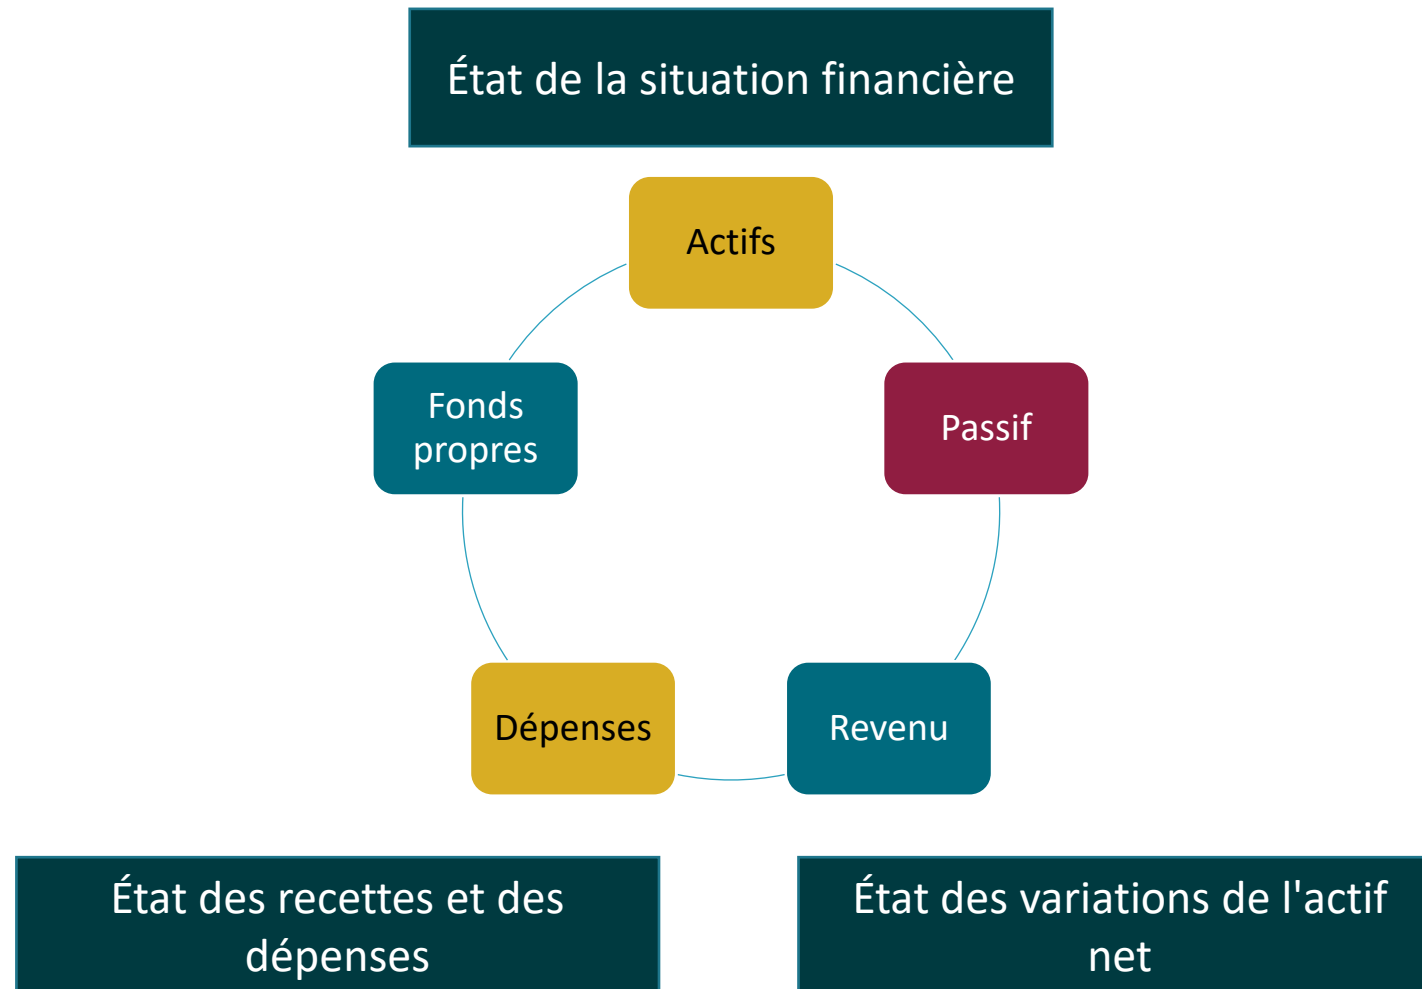 État de la situation financière
Actifs
Fonds
propres
Passif
Dépenses
Revenu
État des recettes et des
dépenses
État des variations de l'actif
net